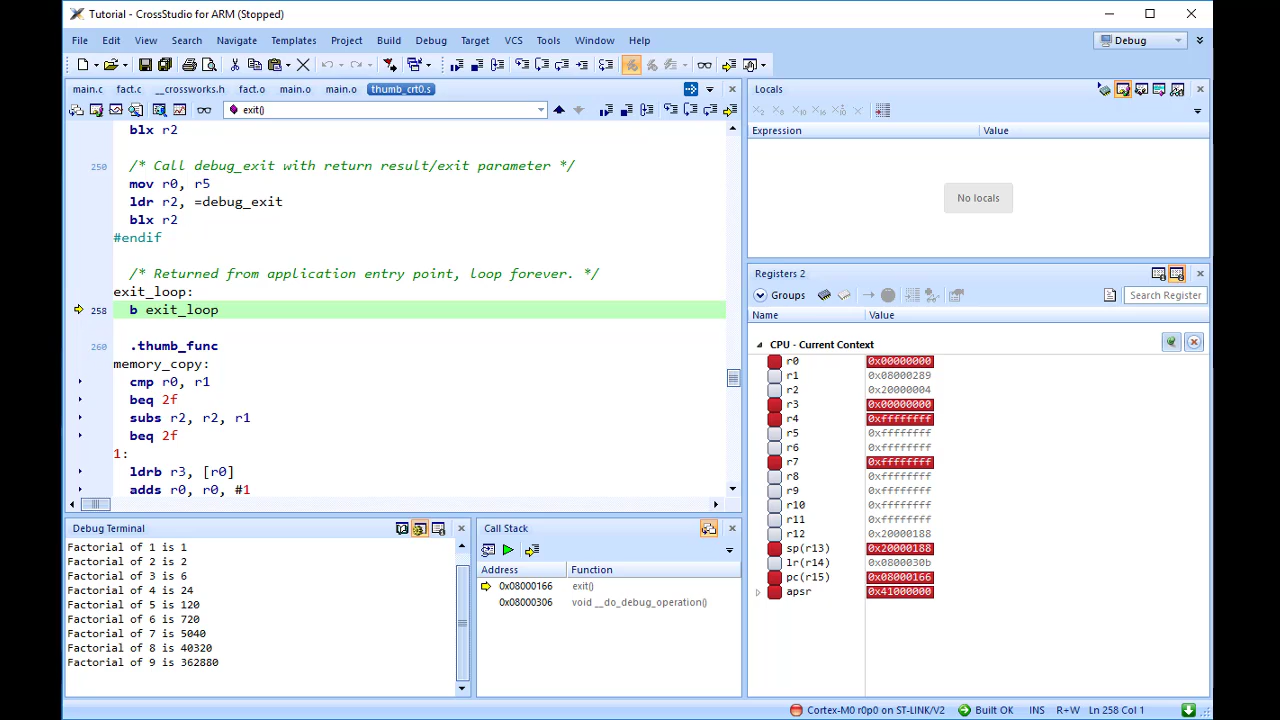 Tutorial - CrossStudio for ARM (Stopped)
File Edit View Search Navigate Templates Project Build Debug Target VCS Tools Window Help
Debug
main.c fact.c __crossworks.h fact.o main.o main.o thumb_crt0.s
exit()
blx r2
250 /* Call debug_exit with return result/exit parameter */
mov r0, r5
ldr r2, =debug_exit
blx r2
#endif
/* Returned from application entry point, loop forever. */
exit_loop:
258 b exit_loop
260 .thumb_func
memory_copy:
cmp r0, r1
beq 2f
subs r2, r2, r1
beq 2f
1:
ldrb r3, [r0]
adds r0, r0, #1
Locals
Expression Value
No locals
Registers 2
Groups
Search Register
Name Value
CPU - Current Context
r0 0x00000000
r1 0x08000289
r2 0x20000004
r3 0x00000000
r4 0xffffffff
r5 0xffffffff
r6 0xffffffff
r7 0xffffffff
r8 0xffffffff
r9 0xffffffff
r10 0xffffffff
r11 0xffffffff
r12 0x20000188
sp(r13) 0x20000188
lr(r14) 0x0800030b
pc(r15) 0x08000166
apsr 0x41000000
Debug Terminal
Factorial of 1 is 1
Factorial of 2 is 2
Factorial of 3 is 6
Factorial of 4 is 24
Factorial of 5 is 120
Factorial of 6 is 720
Factorial of 7 is 5040
Factorial of 8 is 40320
Factorial of 9 is 362880
Call Stack
Address Function
0x08000166 exit()
0x08000306 void __do_debug_operation()
Cortex-M0 r0p0 on ST-LINK/V2 Built OK INS R+W Ln 258 Col 1